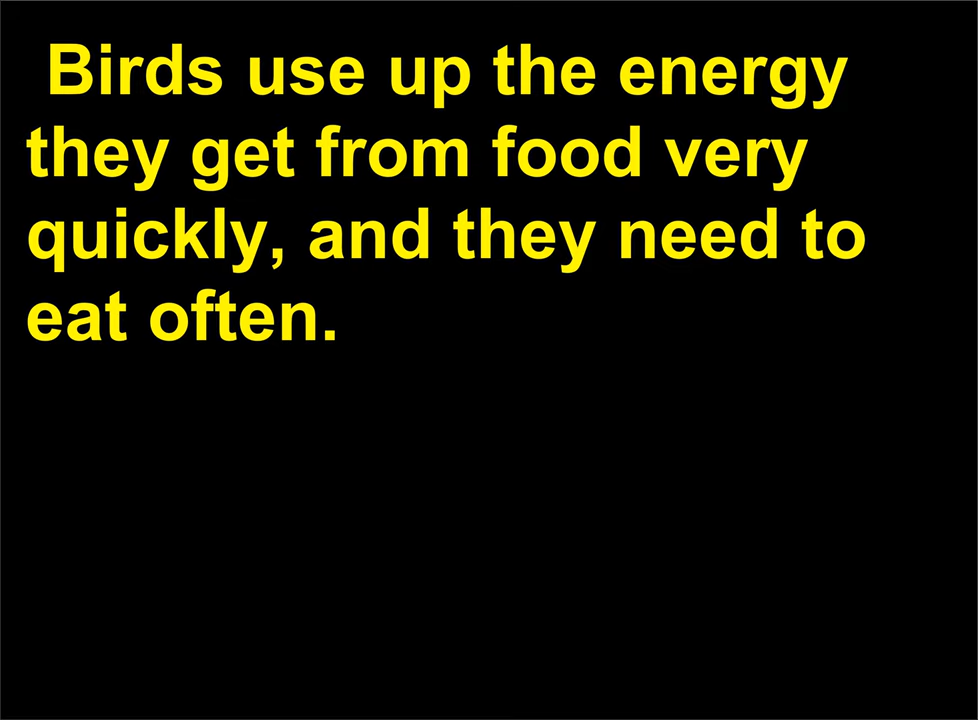 Birds use up the energy
they get from food very
quickly, and they need to
eat often.